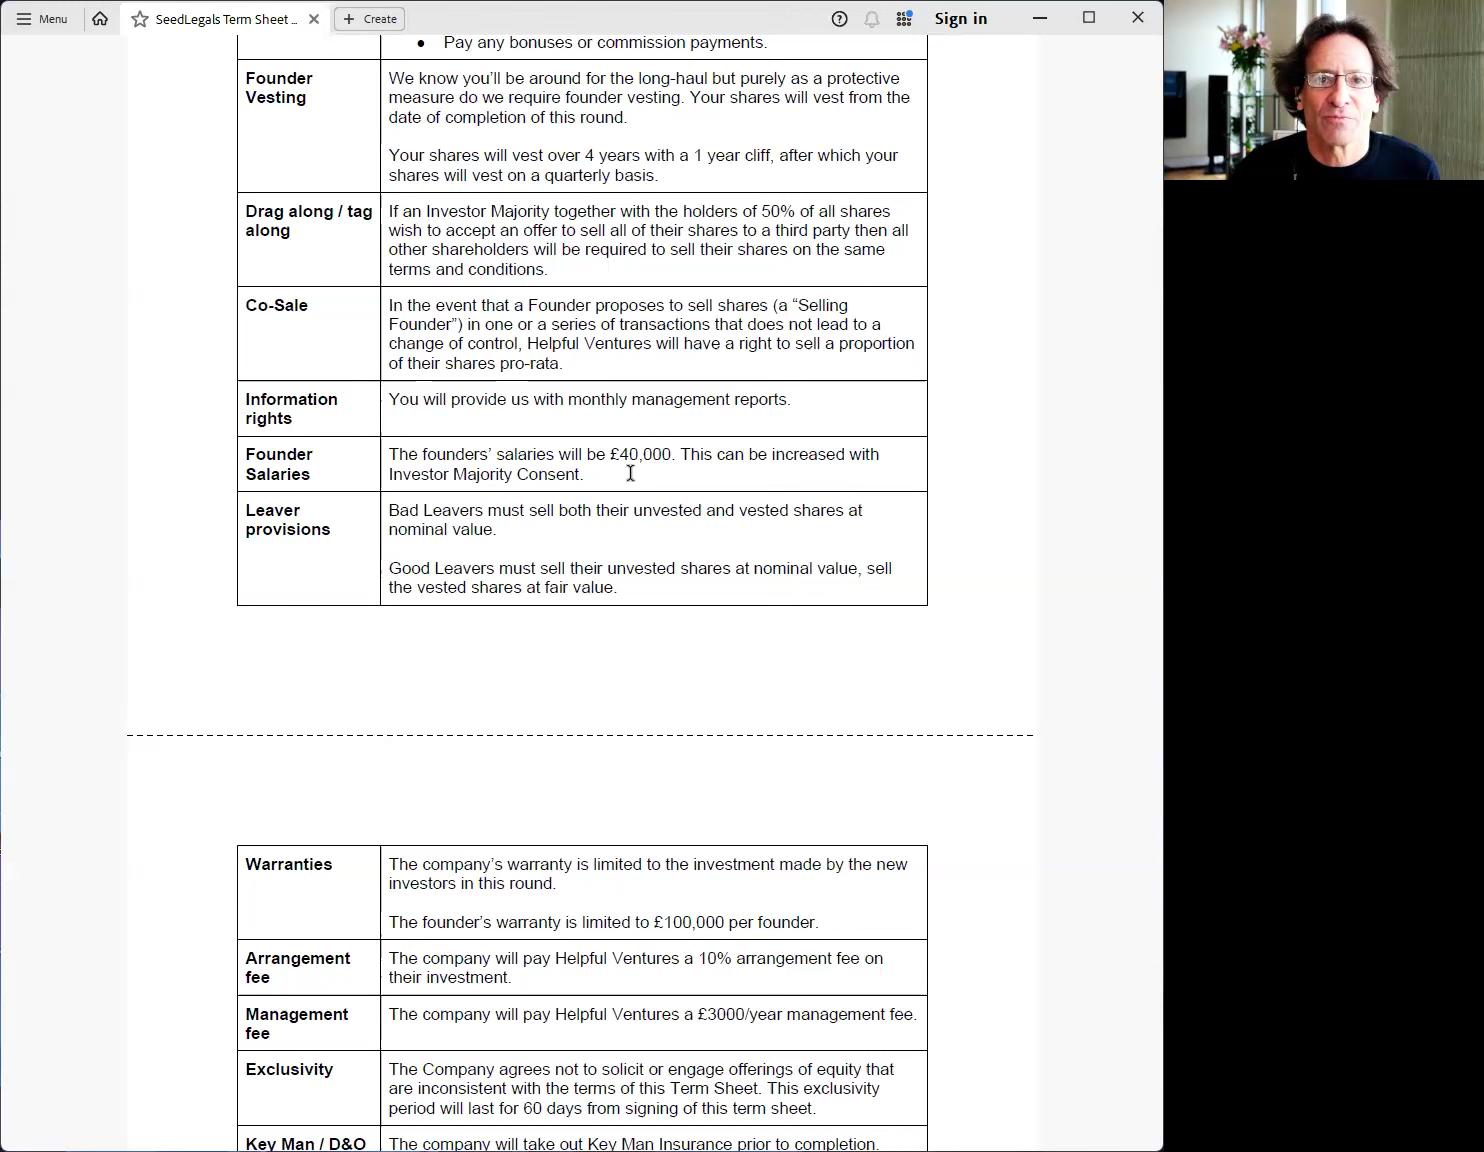 Menu
SeedLegals Term Sheet ...
Create
Sign in
• Pay any bonuses or commission payments.
Founder
Vesting
We know you’ll be around for the long-haul but purely as a protective
measure do we require founder vesting. Your shares will vest from the
date of completion of this round.
Your shares will vest over 4 years with a 1 year cliff, after which your
shares will vest on a quarterly basis.
Drag along / tag
along
If an Investor Majority together with the holders of 50% of all shares
wish to accept an offer to sell all of their shares to a third party then all
other shareholders will be required to sell their shares on the same
terms and conditions.
Co-Sale
In the event that a Founder proposes to sell shares (a “Selling
Founder”) in one or a series of transactions that does not lead to a
change of control, Helpful Ventures will have a right to sell a proportion
of their shares pro-rata.
Information
rights
You will provide us with monthly management reports.
Founder
Salaries
The founders’ salaries will be £40,000. This can be increased with
Investor Majority Consent.
Leaver
provisions
Bad Leavers must sell both their unvested and vested shares at
nominal value.
Good Leavers must sell their unvested shares at nominal value, sell
the vested shares at fair value.
Warranties
The company’s warranty is limited to the investment made by the new
investors in this round.
The founder’s warranty is limited to £100,000 per founder.
Arrangement
fee
The company will pay Helpful Ventures a 10% arrangement fee on
their investment.
Management
fee
The company will pay Helpful Ventures a £3000/year management fee.
Exclusivity
The Company agrees not to solicit or engage offerings of equity that
are inconsistent with the terms of this Term Sheet. This exclusivity
period will last for 60 days from signing of this term sheet.
Key Man / D&O
The company will take out Key Man Insurance prior to completion.